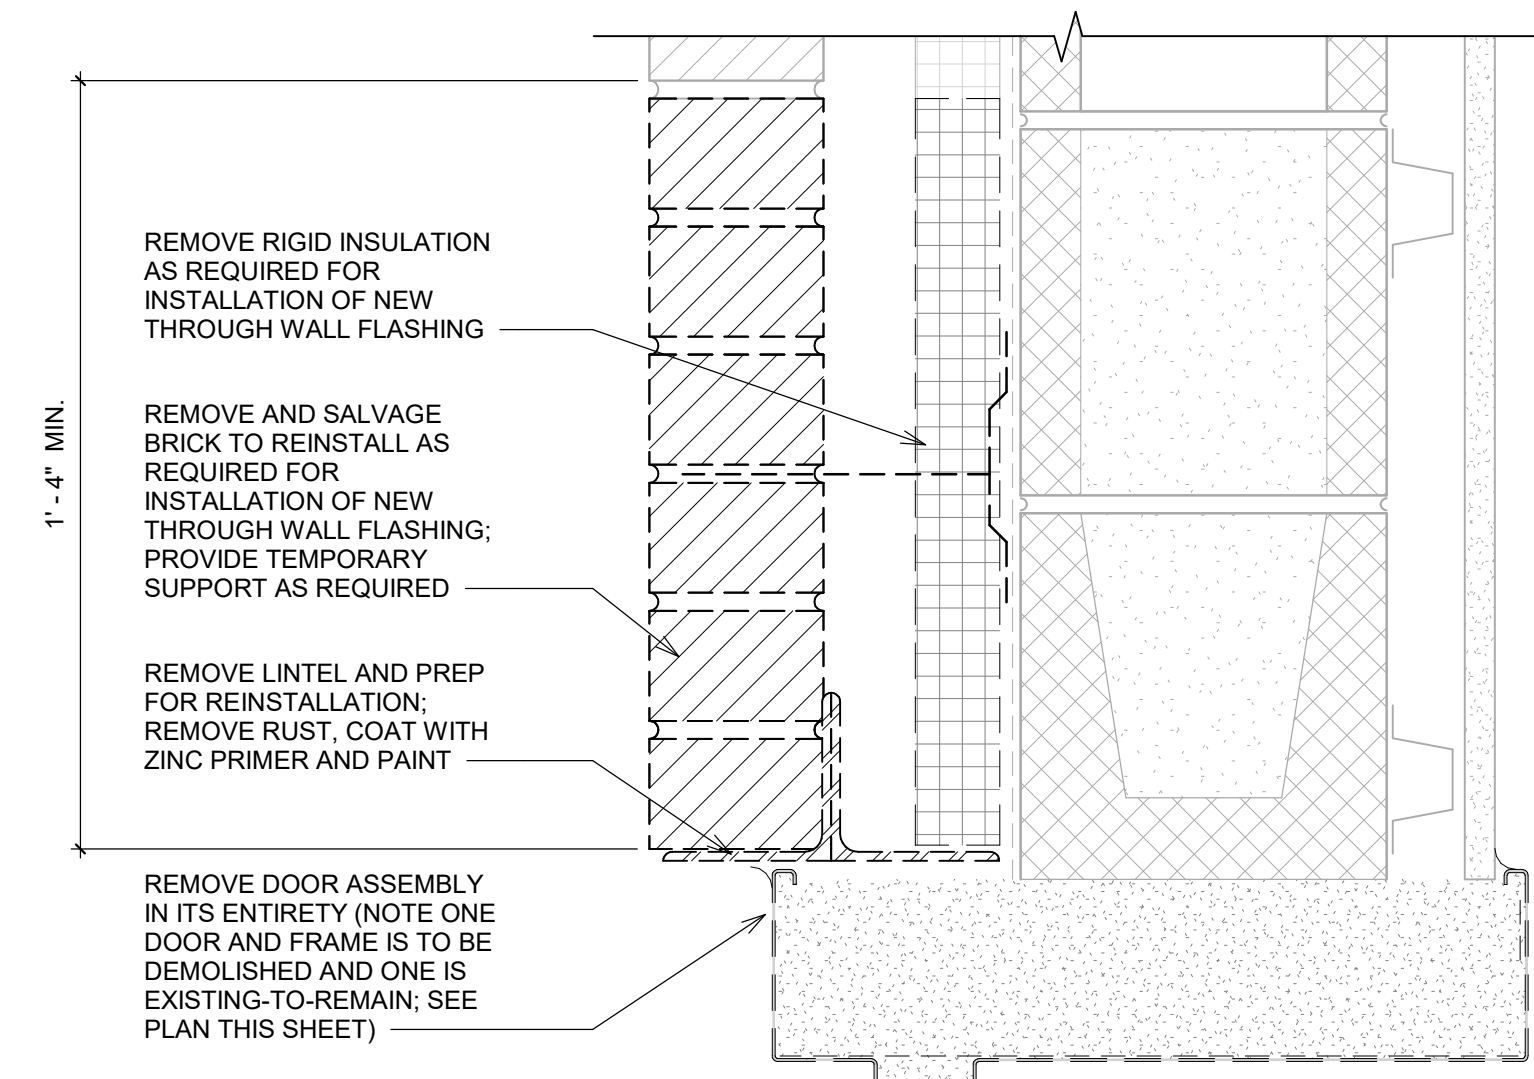 REMOVE RIGID INSULATION
AS REQUIRED FOR
INSTALLATION OF NEW
THROUGH WALL FLASHING
1' - 4" MIN.
REMOVE AND SALVAGE
BRICK TO REINSTALL AS
REQUIRED FOR
INSTALLATION OF NEW
THROUGH WALL FLASHING;
PROVIDE TEMPORARY
SUPPORT AS REQUIRED
REMOVE LINTEL AND PREP
FOR REINSTALLATION;
REMOVE RUST, COAT WITH
ZINC PRIMER AND PAINT
REMOVE DOOR ASSEMBLY
IN ITS ENTIRETY (NOTE ONE
DOOR AND FRAME IS TO BE
DEMOLISHED AND ONE IS
EXISTING-TO-REMAIN; SEE
PLAN THIS SHEET)